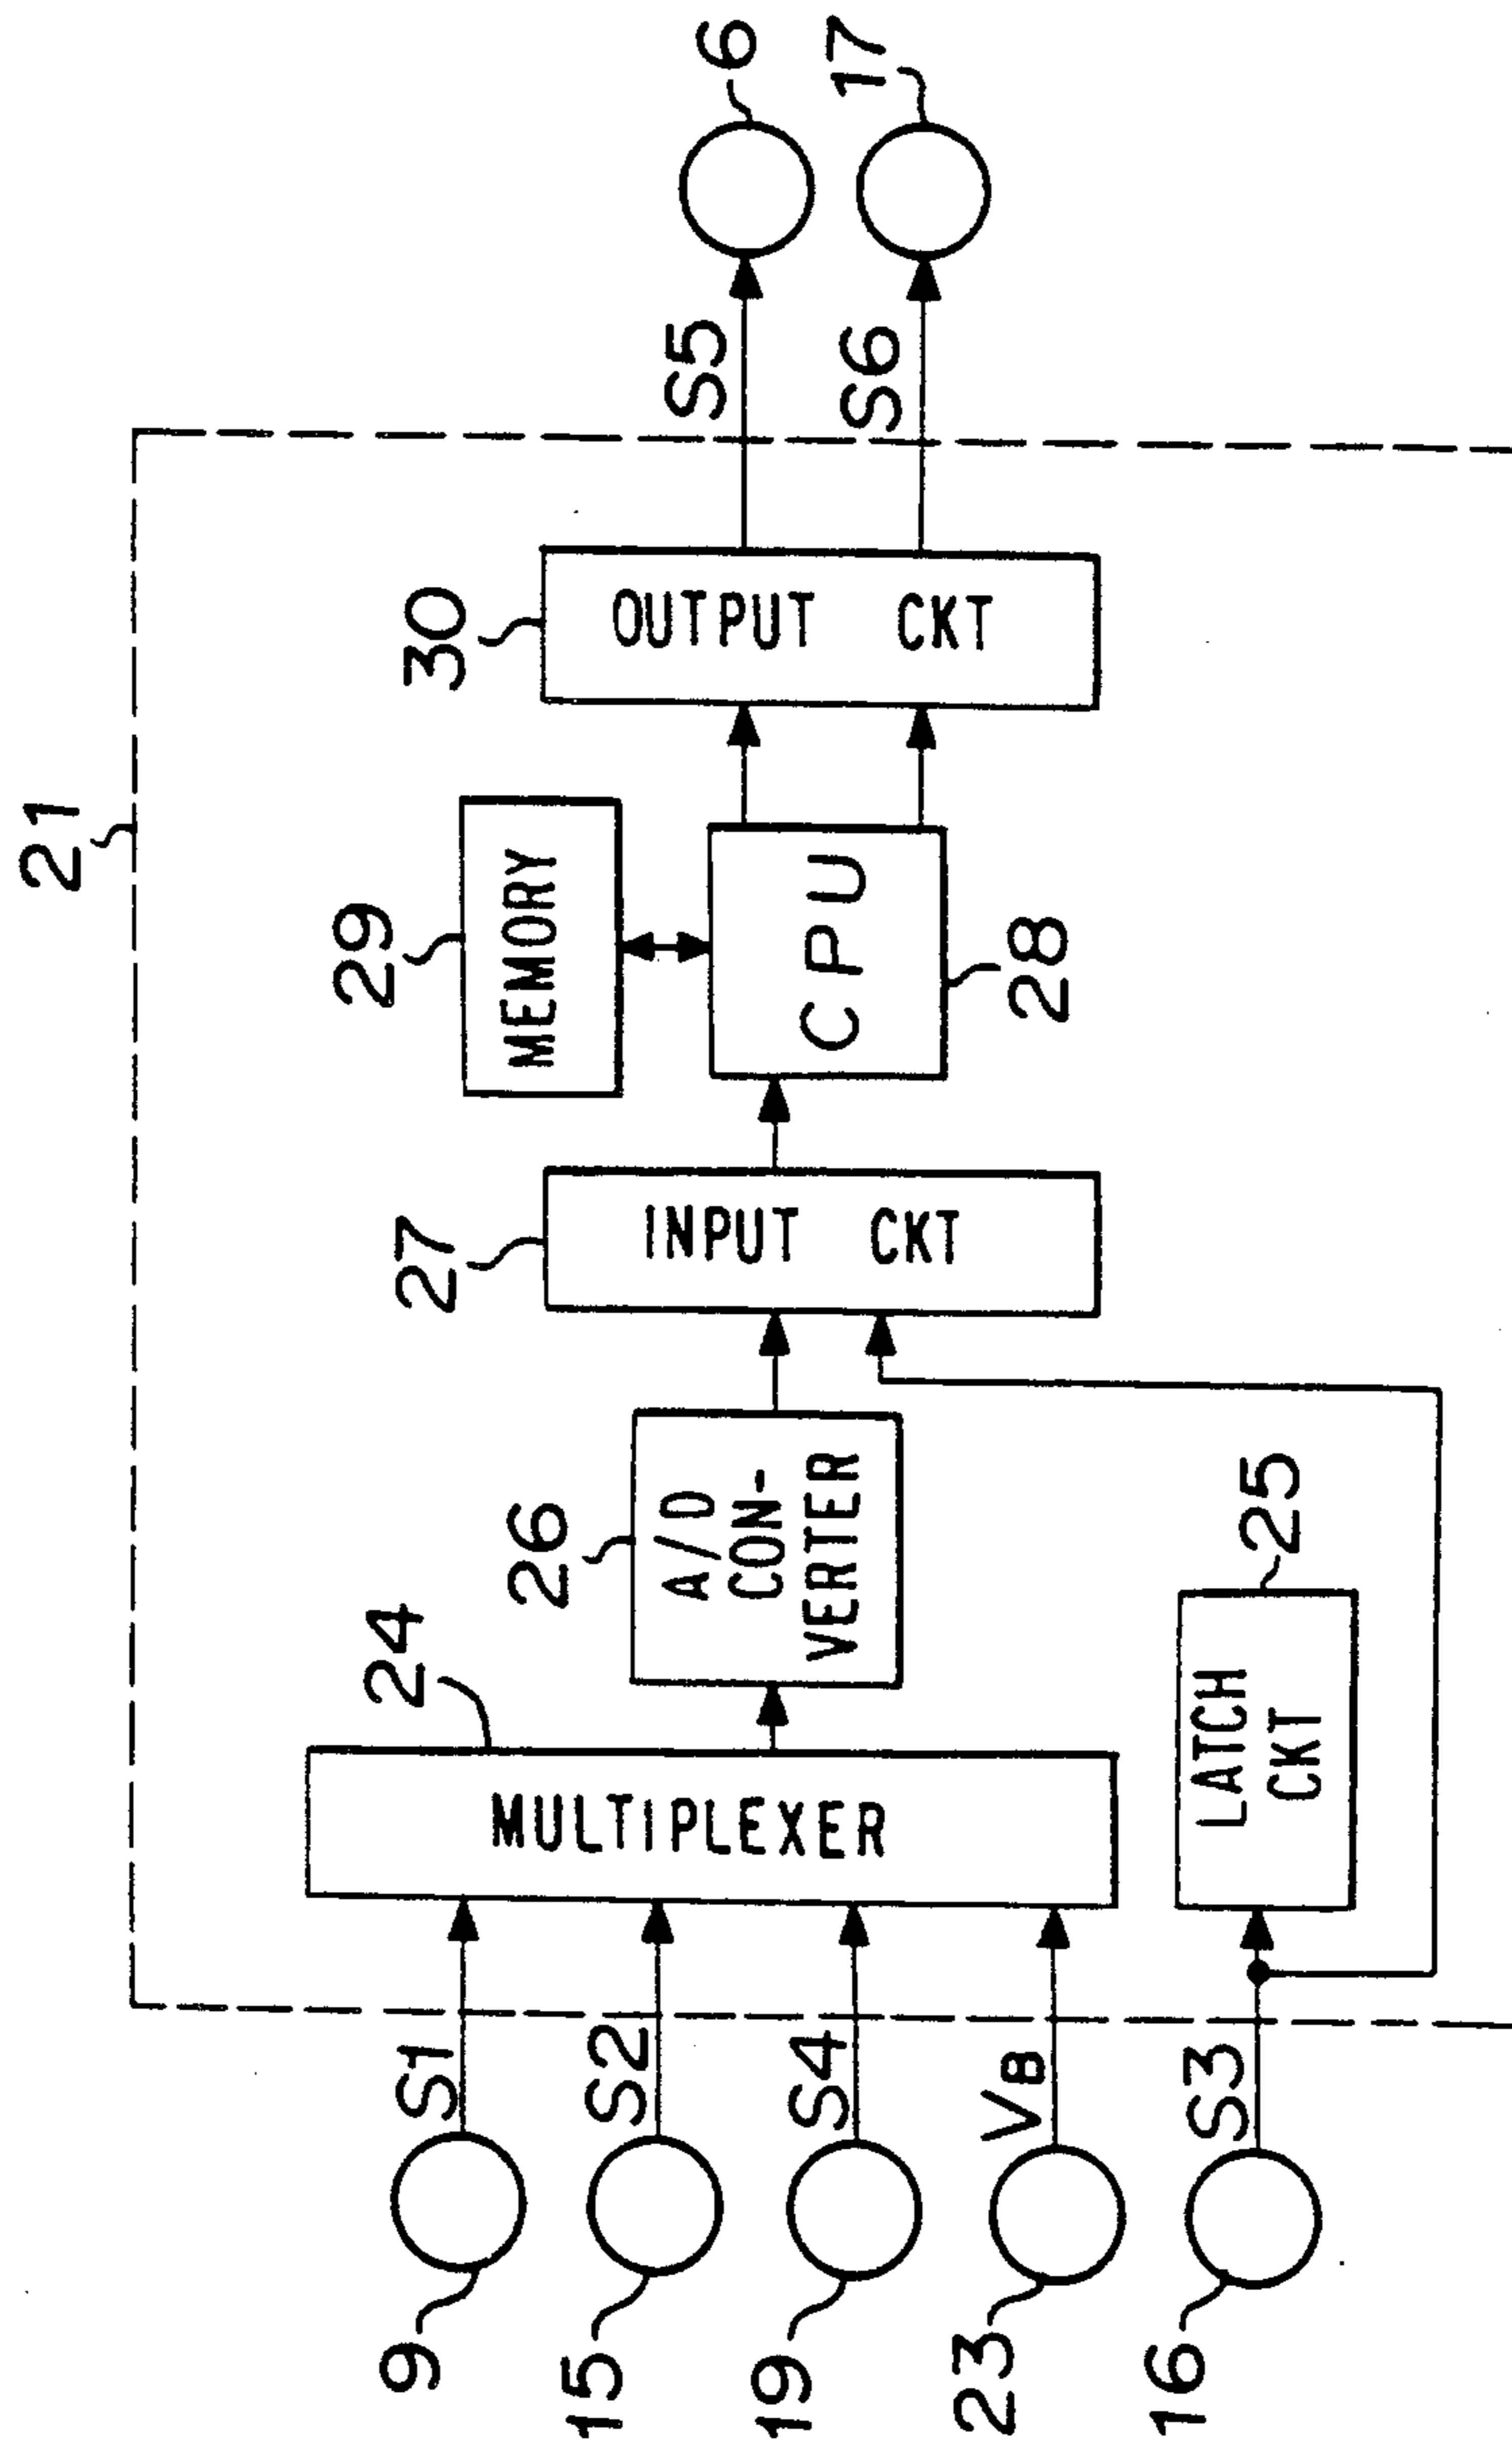 21
30
OUTPUT CKT
S5
6
S6
17
29
MEMORY
CPU
28
27
INPUT CKT
26
A/D
CON-
VERTER
24
MULTIPLEXER
25
LATCH
CKT
9
S1
15
S2
19
S4
23
VB
16
S3